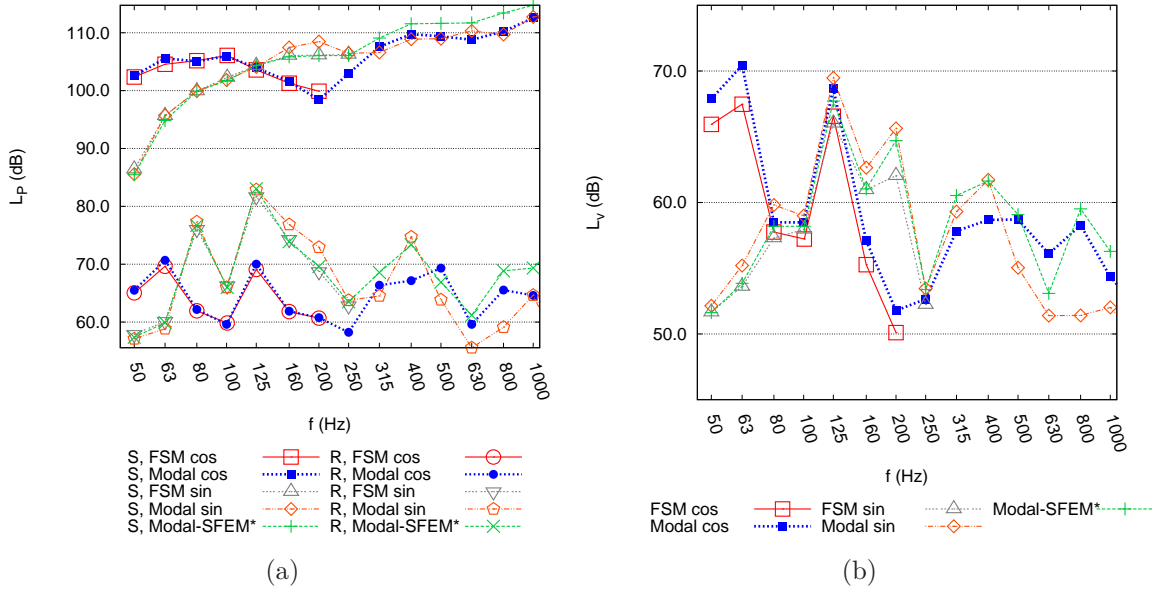 110.0
100.0
90.0
80.0
70.0
60.0
L_P (dB)
50 63 80 100 125 160 200 250 315 400 500 630 800 1000
f (Hz)
S, FSM cos R, FSM cos
S, Modal cos R, Modal cos
S, FSM sin R, FSM sin
S, Modal sin R, Modal sin
S, Modal-SFEM* R, Modal-SFEM*
(a)
70.0
60.0
50.0
L_v (dB)
50 63 80 100 125 160 200 250 315 400 500 630 800 1000
f (Hz)
FSM cos FSM sin Modal-SFEM*
Modal cos Modal sin
(b)